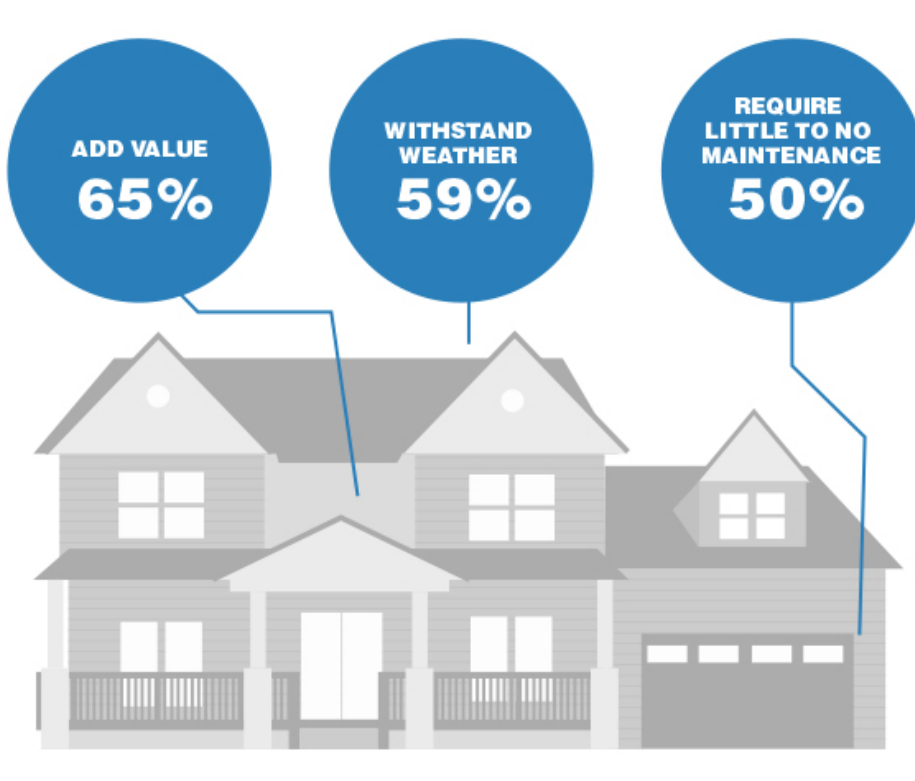 ADD VALUE
65%
WITHSTAND
WEATHER
59%
REQUIRE
LITTLE TO NO
MAINTENANCE
50%